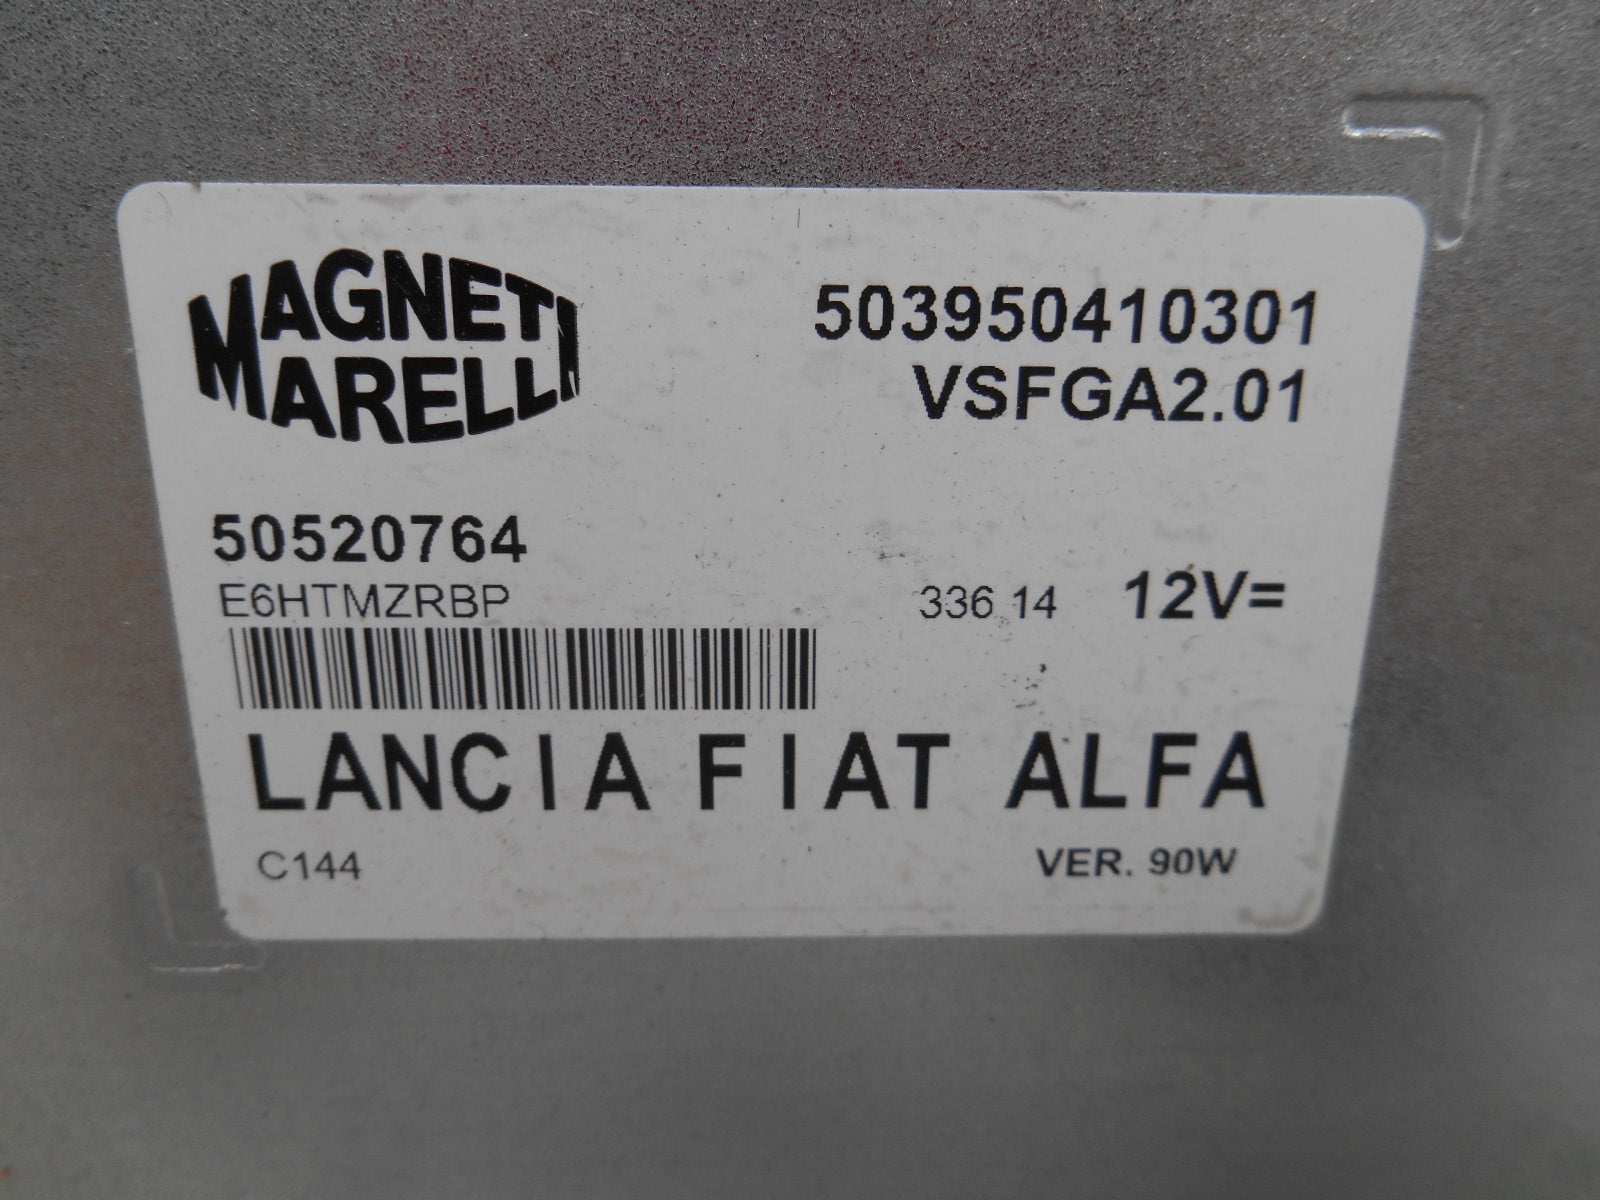 MAGNETI
MARELLI
503950410301
VSFGA2.01
50520764
E6HTMZRBP
336 14 12V=
LANCIA FIAT ALFA
C144 VER. 90W